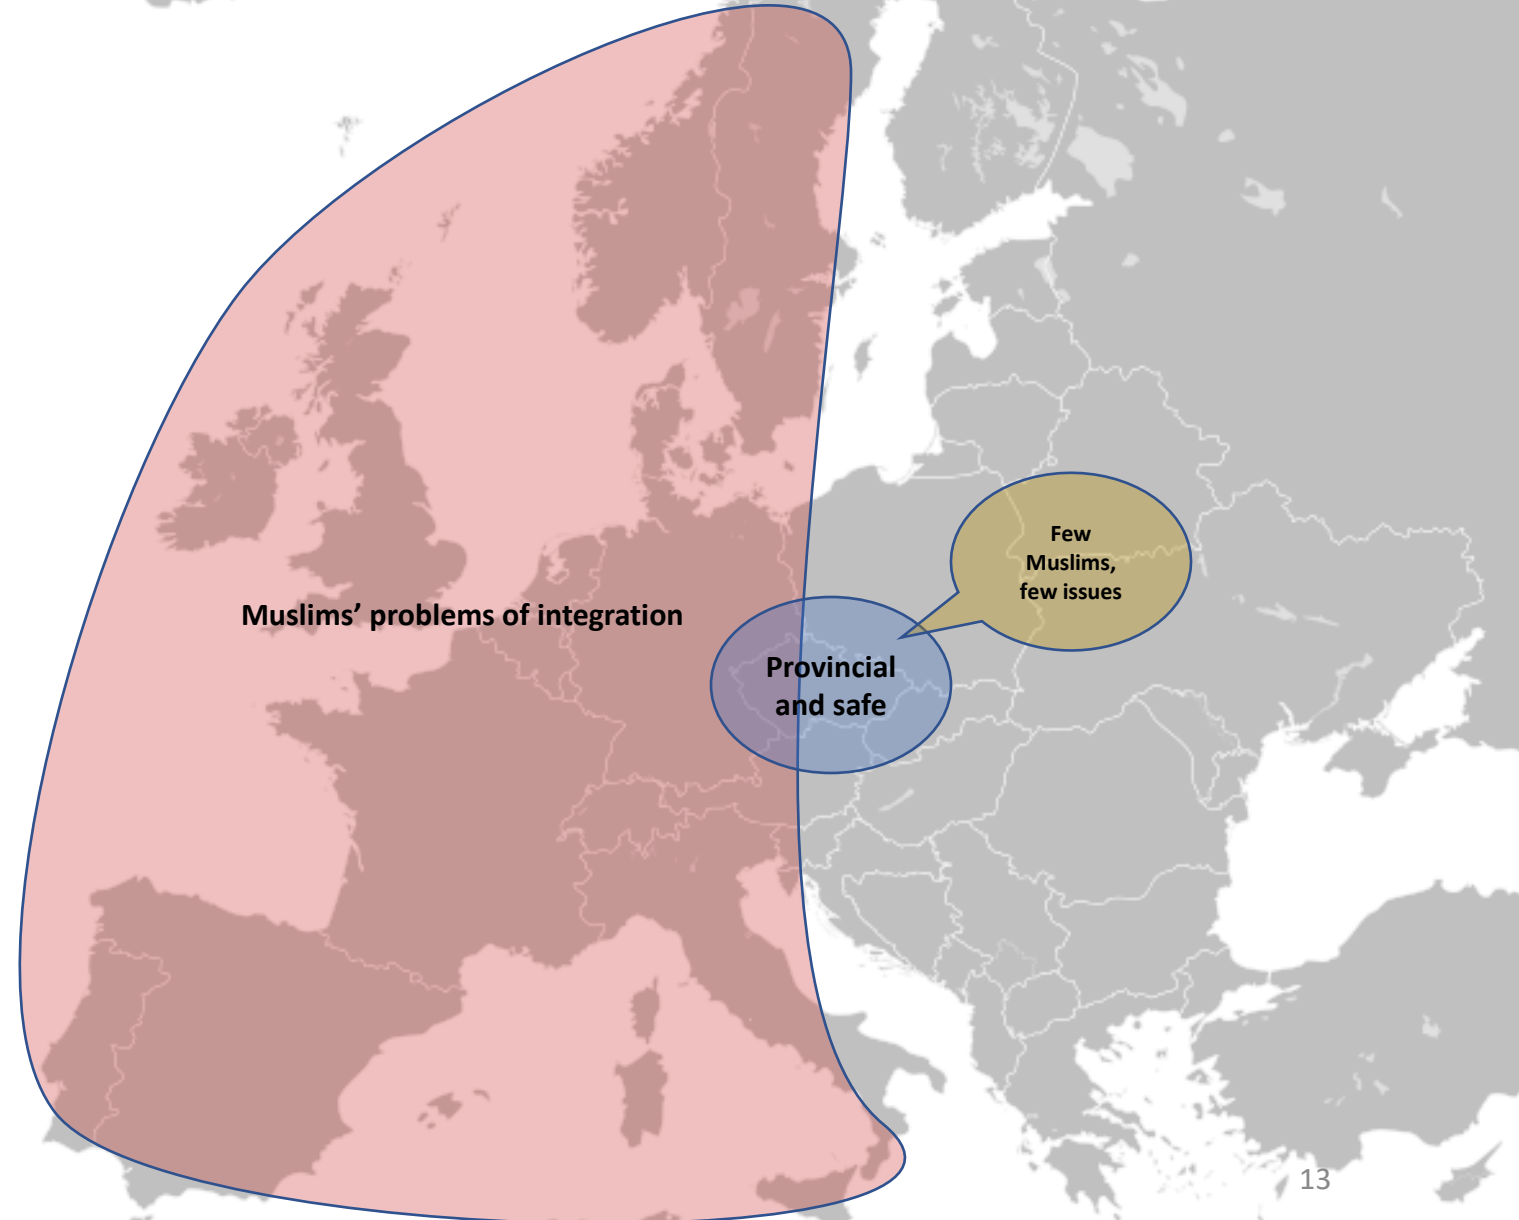 Few
Muslims,
few issues
Muslims’ problems of integration
Provincial
and safe
13